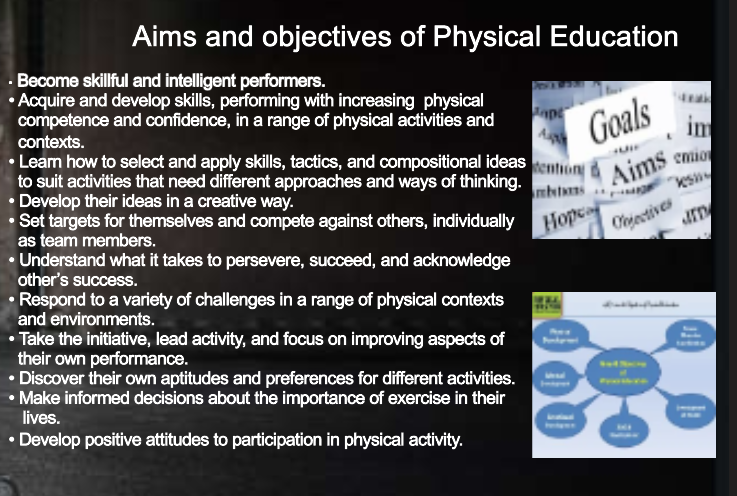 Aims and objectives of Physical Education
• Become skillful and intelligent performers.
• Acquire and develop skills, performing with increasing physical
competence and confidence, in a range of physical activities and
contexts.
• Learn how to select and apply skills, tactics, and compositional ideas
to suit activities that need different approaches and ways of thinking.
• Develop their ideas in a creative way.
• Set targets for themselves and compete against others, individually
as team members.
• Understand what it takes to persevere, succeed, and acknowledge
other's success.
• Respond to a variety of challenges in a range of physical contexts
and environments.
• Take the initiative, lead activity, and focus on improving aspects of
their own performance.
• Discover their own aptitudes and preferences for different activities.
• Make informed decisions about the importance of exercise in their
lives.
• Develop positive attitudes to participation in physical activity.
Goals
Aims
Hopes
Objectives